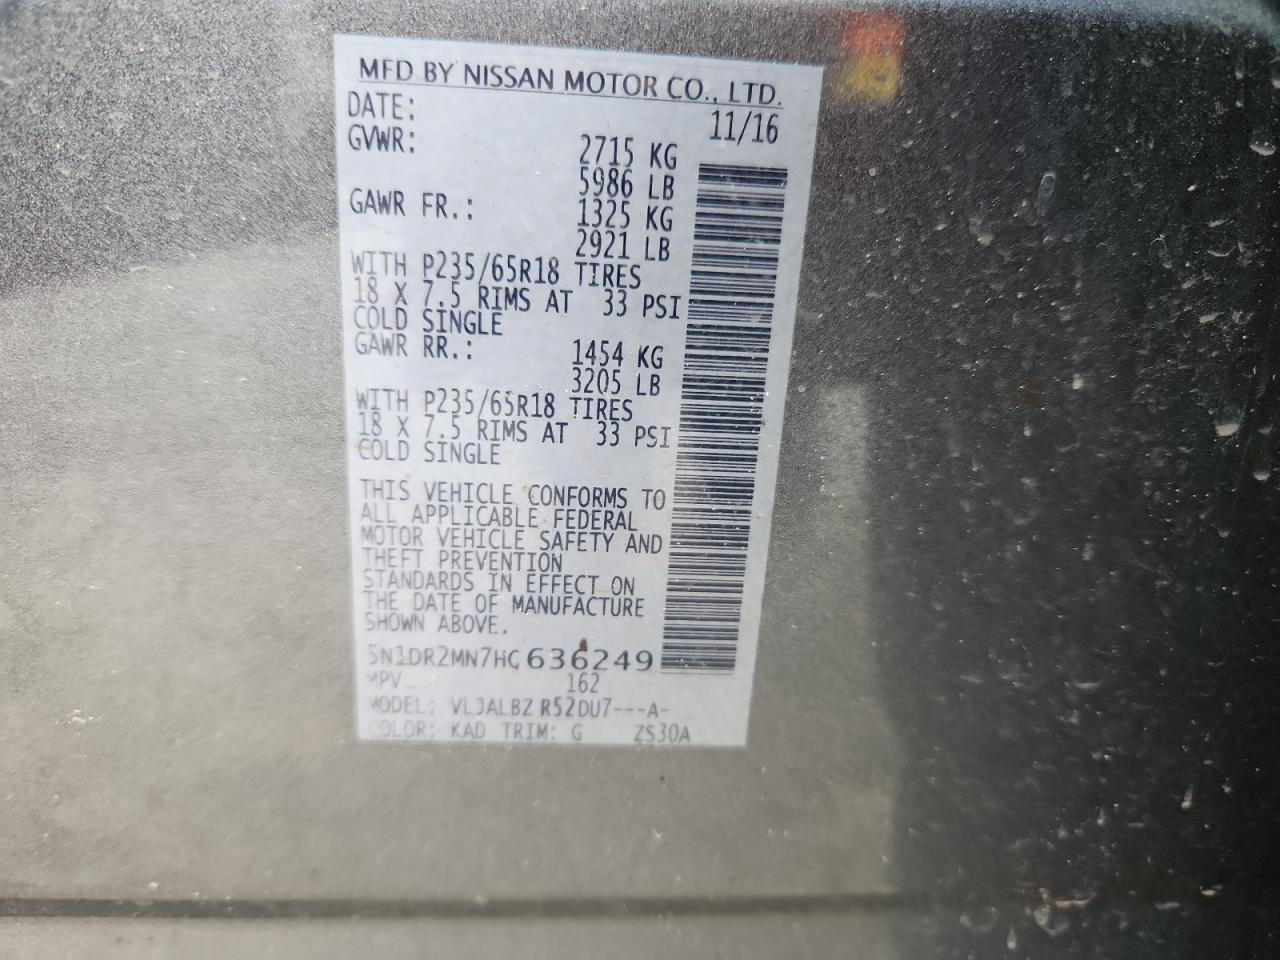 MFD BY NISSAN MOTOR CO., LTD.
DATE: 11/16
GVWR: 2715 KG
5986 LB
GAWR FR.: 1325 KG
2921 LB
WITH P235/65R18 TIRES
18 X 7.5 RIMS AT 33 PSI
COLD SINGLE
GAWR RR.: 1454 KG
3205 LB
WITH P235/65R18 TIRES
18 X 7.5 RIMS AT 33 PSI
COLD SINGLE
THIS VEHICLE CONFORMS TO
ALL APPLICABLE FEDERAL
MOTOR VEHICLE SAFETY AND
THEFT PREVENTION
STANDARDS IN EFFECT ON
THE DATE OF MANUFACTURE
SHOWN ABOVE.
5N1DR2MN7HC636249
MPV 162
MODEL: VLJALBZ R52DU7---A-
COLOR: KAD TRIM: G ZS30A